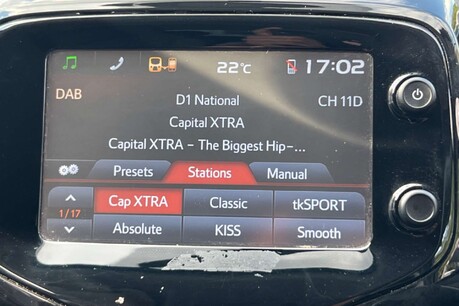 22°C 17:02
DAB D1 National CH 11D
Capital XTRA
Capital XTRA - The Biggest Hip-...
Presets Stations Manual
Cap XTRA Classic tkSPORT
1/17
Absolute KISS Smooth